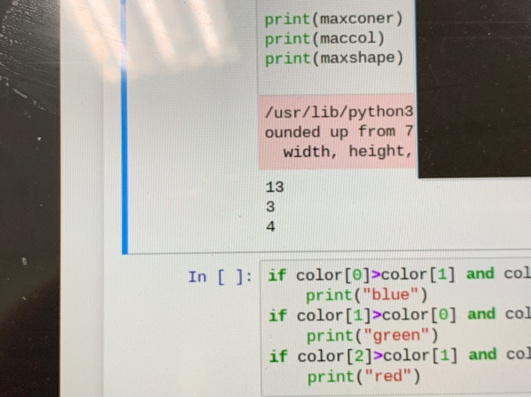 print(maxconer)
print(maccol)
print(maxshape)
/usr/lib/python3
ounded up from 7
width, height,
13
3
4
In [ ]: if color[0]>color[1] and col
print("blue")
if color[1]>color[0] and col
print("green")
if color[2]>color[1] and col
print("red")